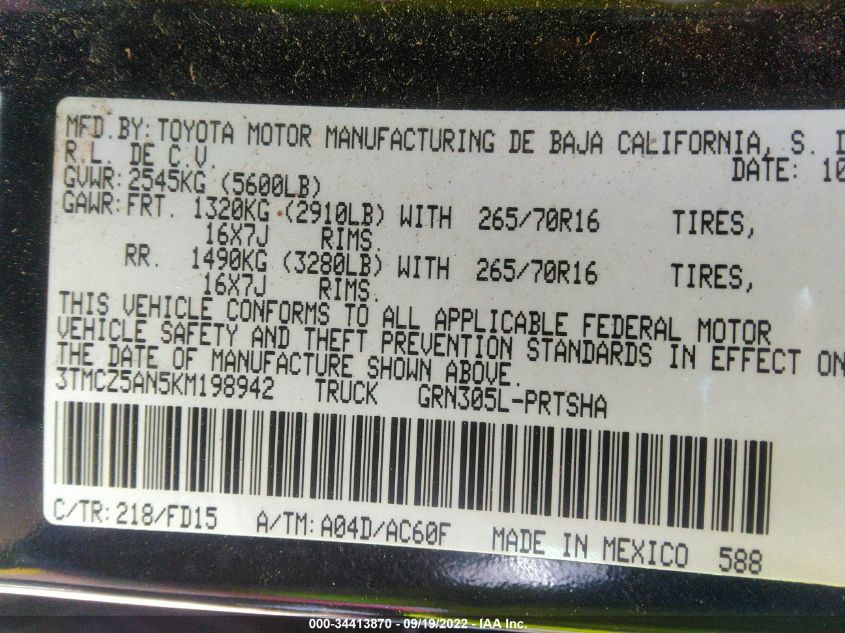 MFD. BY: TOYOTA MOTOR MANUFACTURING DE BAJA CALIFORNIA, S. D
R. L. DE C.V.
DATE: 10
GVWR: 2545KG (5600LB)
GAWR: FRT. 1320KG (2910LB) WITH 265/70R16 TIRES,
16X7J RIMS.
RR. 1490KG (3280LB) WITH 265/70R16 TIRES,
16X7J RIMS.
THIS VEHICLE CONFORMS TO ALL APPLICABLE FEDERAL MOTOR
VEHICLE SAFETY AND THEFT PREVENTION STANDARDS IN EFFECT ON
THE DATE OF MANUFACTURE SHOWN ABOVE.
3TMCZ5AN5KM198942 TRUCK GRN305L-PRTSHA
C/TR: 218/FD15 A/TM: A04D/AC60F MADE IN MEXICO 588
000-34413870 - 09/19/2022 - IAA Inc.